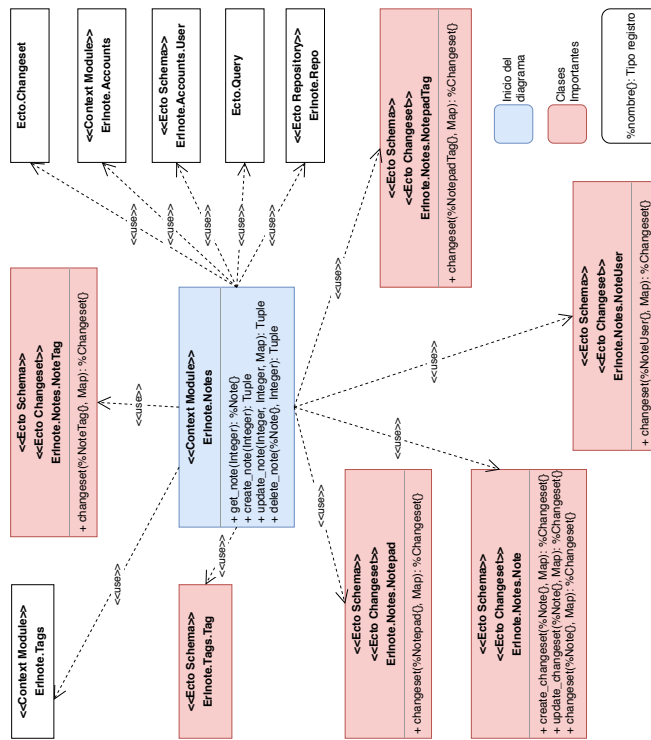 <<Context Module>>
Erlnote.Tags
<<Ecto Schema>>
<<Ecto Changeset>>
Erlnote.Notes.NoteTag
+ changeset(%NoteTag{}, Map): %Changeset{}
Ecto.Changeset
<<Context Module>>
Erlnote.Accounts
<<Ecto Schema>>
Erlnote.Accounts.User
Ecto.Query
<<Ecto Repository>>
Erlnote.Repo
<<use>>
<<use>>
<<use>>
<<use>>
<<use>>
<<use>>
<<use>>
<<Ecto Schema>>
Erlnote.Tags.Tag
<<use>>
<<Context Module>>
Erlnote.Notes
+ get_note(Integer): %Note{}
+ create_note(Integer): Tuple
+ update_note(Integer, Integer, Map): Tuple
+ delete_note(%Note{}, Integer): Tuple
<<use>>
<<use>>
<<use>>
<<use>>
<<Ecto Schema>>
<<Ecto Changeset>>
Erlnote.Notes.Notepad
+ changeset(%Notepad{}, Map): %Changeset{}
<<Ecto Schema>>
<<Ecto Changeset>>
Erlnote.Notes.NotepadTag
+ changeset(%NotepadTag{}, Map): %Changeset{}
<<Ecto Schema>>
<<Ecto Changeset>>
Erlnote.Notes.Note
+ create_changeset(%Note{}, Map): %Changeset{}
+ update_changeset(%Note{}, Map): %Changeset{}
+ changeset(%Note{}, Map): %Changeset{}
<<Ecto Schema>>
<<Ecto Changeset>>
Erlnote.Notes.NoteUser
+ changeset(%NoteUser{}, Map): %Changeset{}
Inicio del
diagrama
Clases
Importantes
%nombre{}: Tipo registro